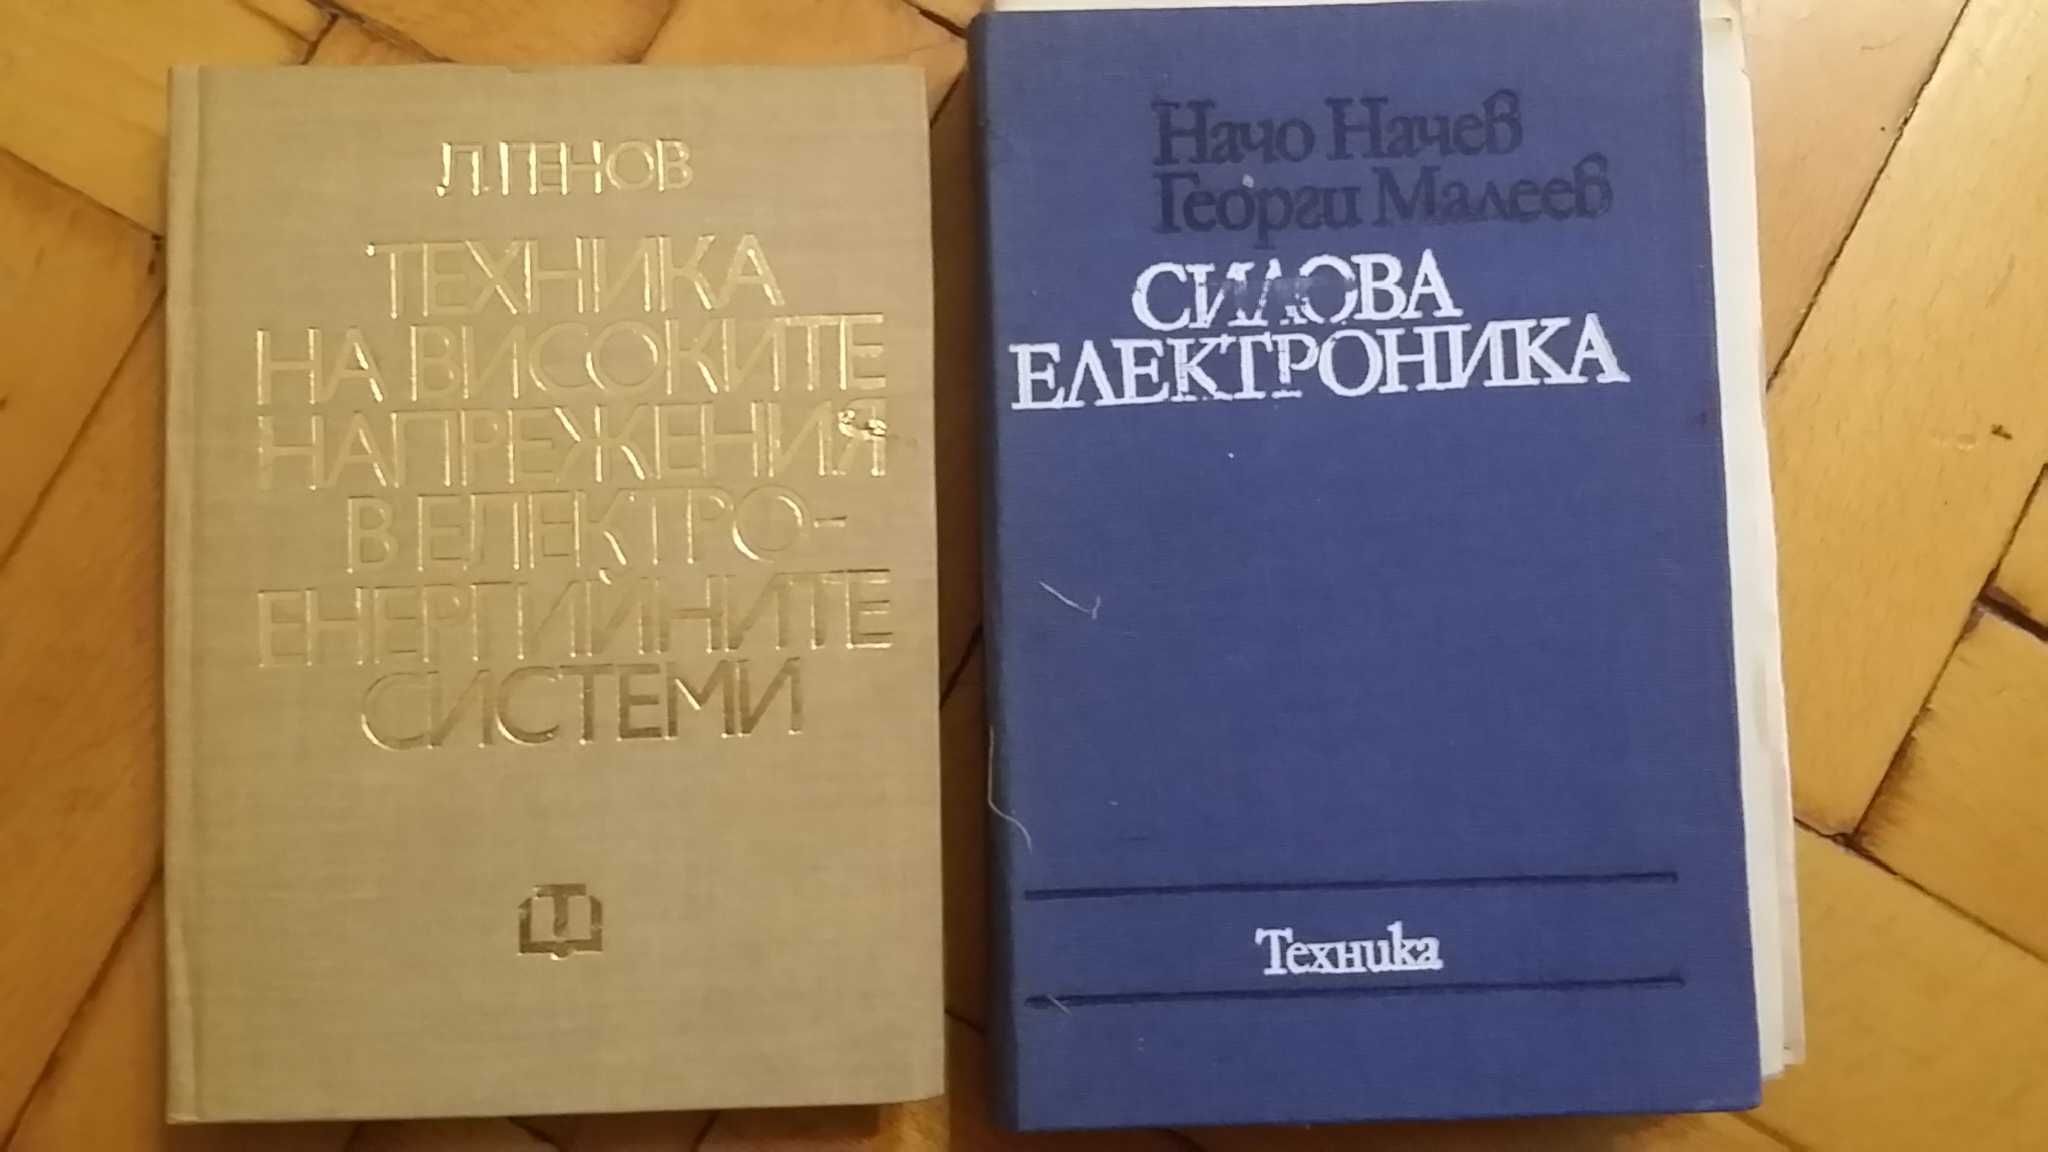 Л. ГЕНОВ
ТЕХНИКА
НА ВИСОКИТЕ
НАПРЕЖЕНИЯ
В ЕЛЕКТРО-
ЕНЕРГИЙНИТЕ
СИСТЕМИ
Т
Начо Начев
Георги Малеев
СИЛОВА
ЕЛЕКТРОНИКА
Техника